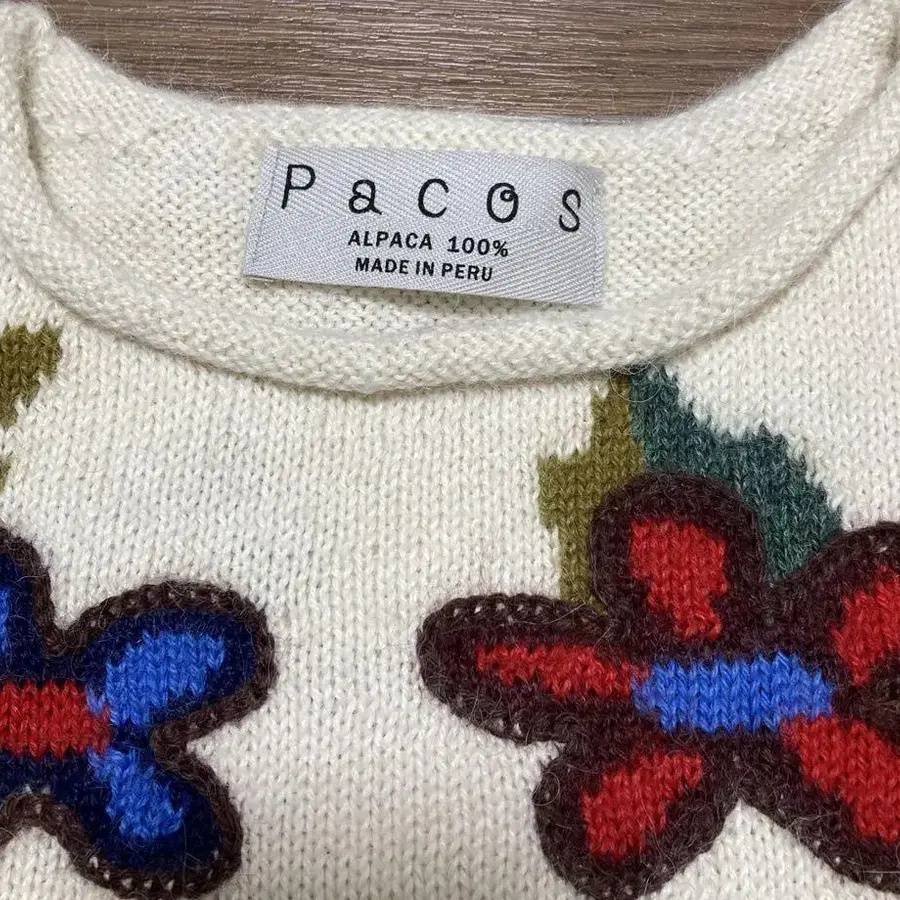 Pacos
ALPACA 100%
MADE IN PERU